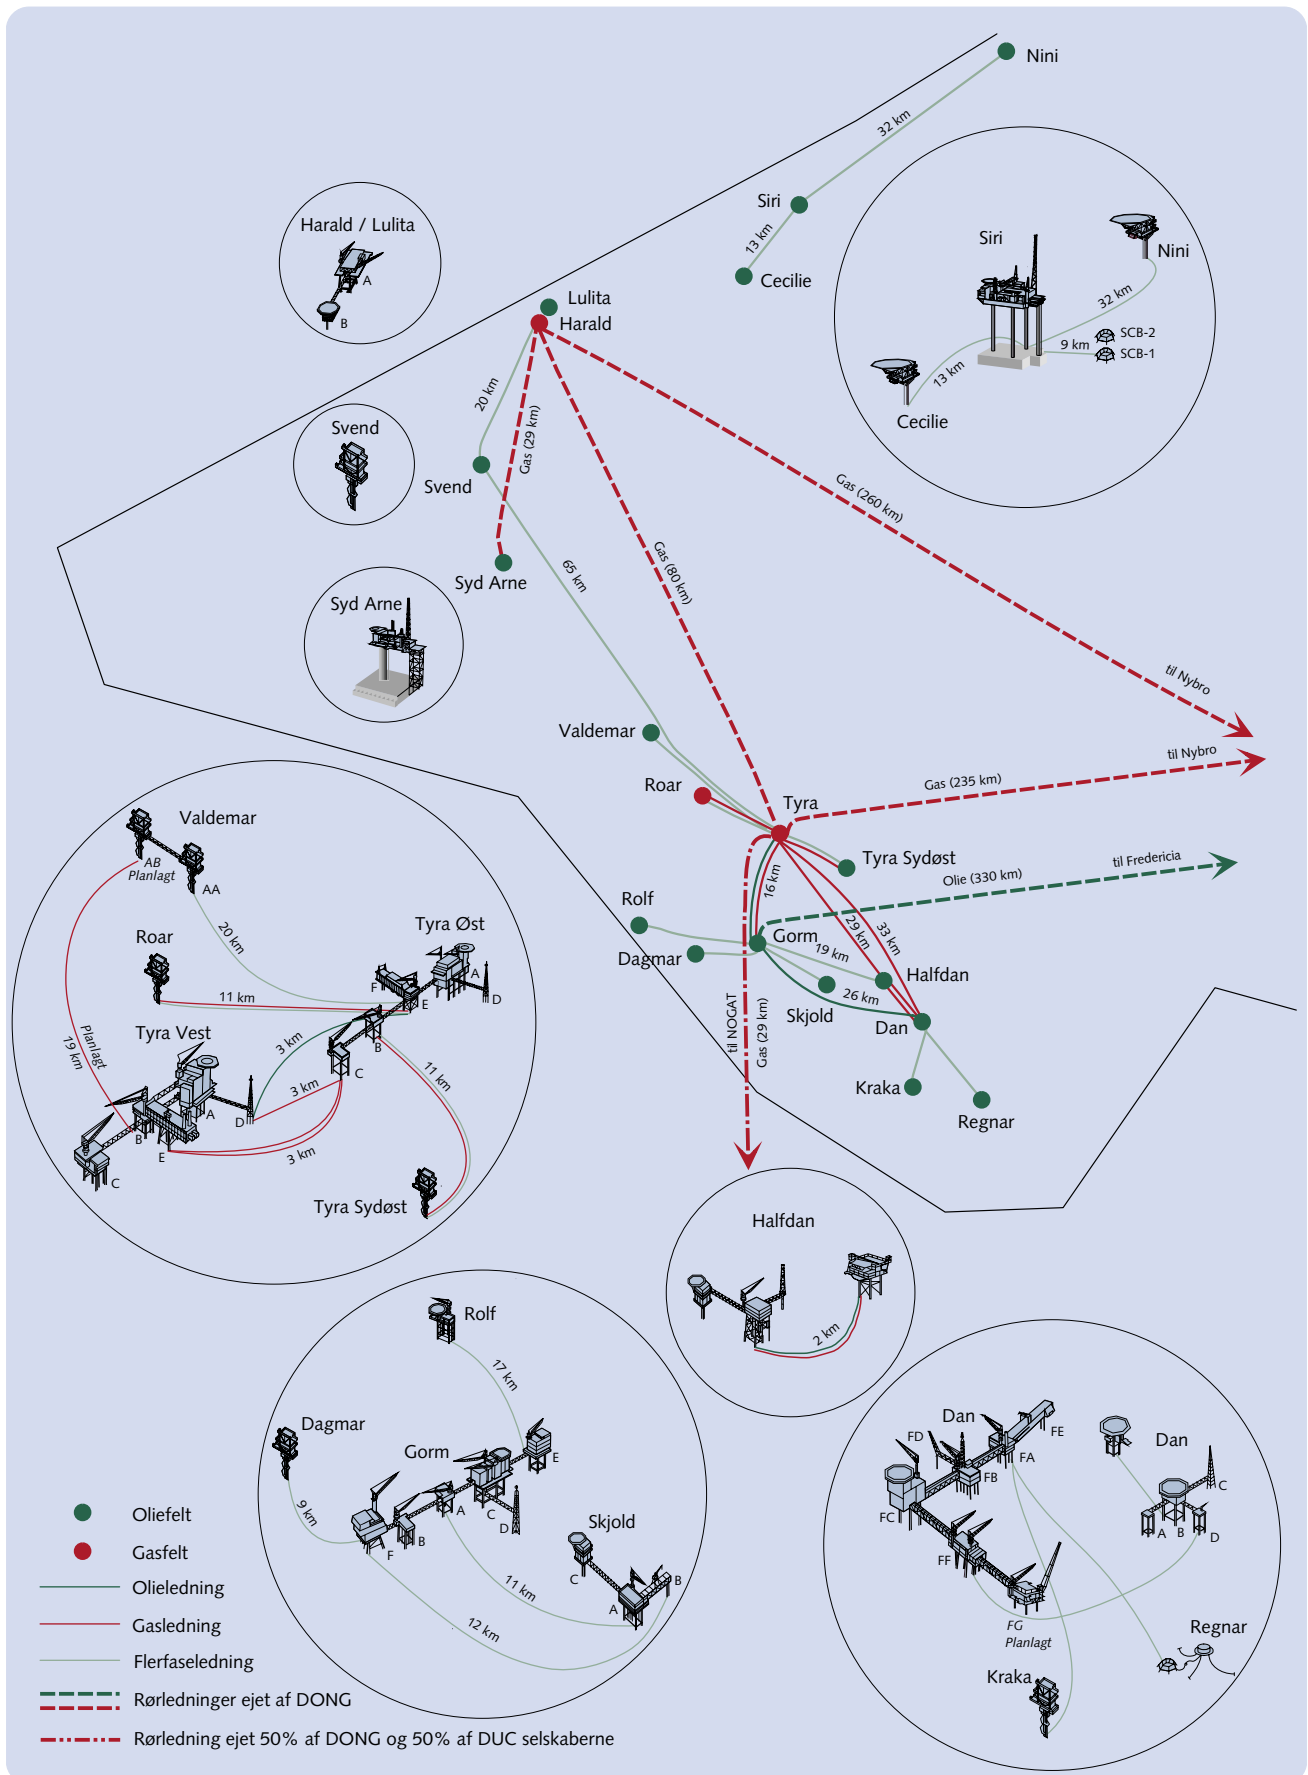 Nini
32 km
Siri
13 km
Cecilie
Siri
Nini
32 km
SCB-2
9 km
SCB-1
13 km
Cecilie
Harald / Lulita
A
B
Lulita
Harald
20 km
Gas (29 km)
Svend
Svend
Syd Arne
Syd Arne
65 km
Gas (80 km)
Gas (260 km)
til Nybro
til Nybro
Gas (235 km)
Valdemar
Roar
Tyra
Tyra Sydøst
til Fredericia
Olie (330 km)
16 km
Rolf
Gorm
Dagmar
29 km
33 km
19 km
Halfdan
26 km
Skjold
Dan
til NOGAT
Gas (29 km)
Kraka
Regnar
Valdemar
AB
Planlagt
AA
20 km
Roar
Tyra Øst
F
A
D
E
11 km
Tyra Vest
3 km
B
C
11 km
Planlagt
19 km
3 km
A
D
B
E
3 km
C
Tyra Sydøst
Halfdan
2 km
Rolf
17 km
Dagmar
Gorm
E
9 km
A
C
D
B
F
Skjold
C
11 km
B
A
12 km
Dan
FD
FE
FA
FB
FC
FF
FG
Planlagt
Dan
C
A
B
D
Regnar
Kraka
Oliefelt
Gasfelt
Olieledning
Gasledning
Flerfaseledning
Rørledninger ejet af DONG
Rørledning ejet 50% af DONG og 50% af DUC selskaberne